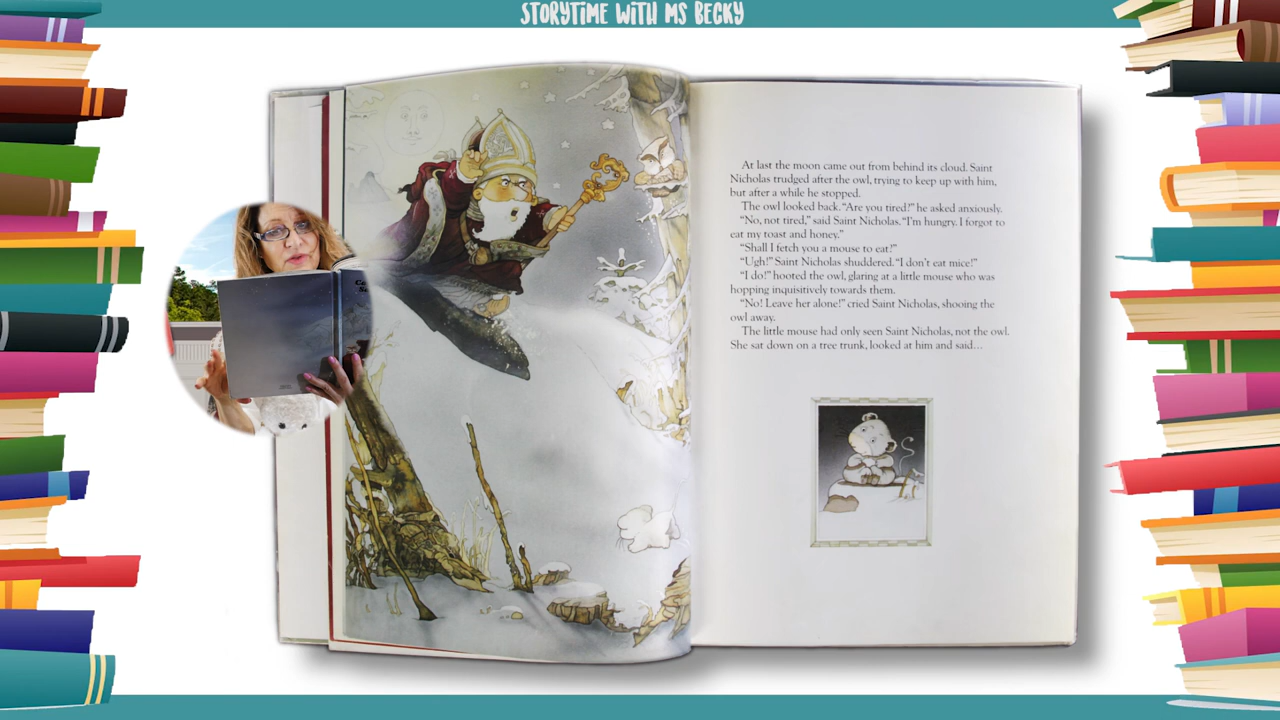 STORYTIME WITH MS BECKY
At last the moon came out from behind its cloud. Saint
Nicholas trudged after the owl, trying to keep up with him,
but after a while he stopped.
The owl looked back. “Are you tired?” he asked anxiously.
“No, not tired,” said Saint Nicholas. “I’m hungry. I forgot to
eat my toast and honey.”
“Shall I fetch you a mouse to eat?”
“Ugh!” Saint Nicholas shuddered. “I don’t eat mice!”
“I do!” hooted the owl, glaring at a little mouse who was
hopping inquisitively towards them.
“No! Leave her alone!” cried Saint Nicholas, shooing the
owl away.
The little mouse had only seen Saint Nicholas, not the owl.
She sat down on a tree trunk, looked at him and said…